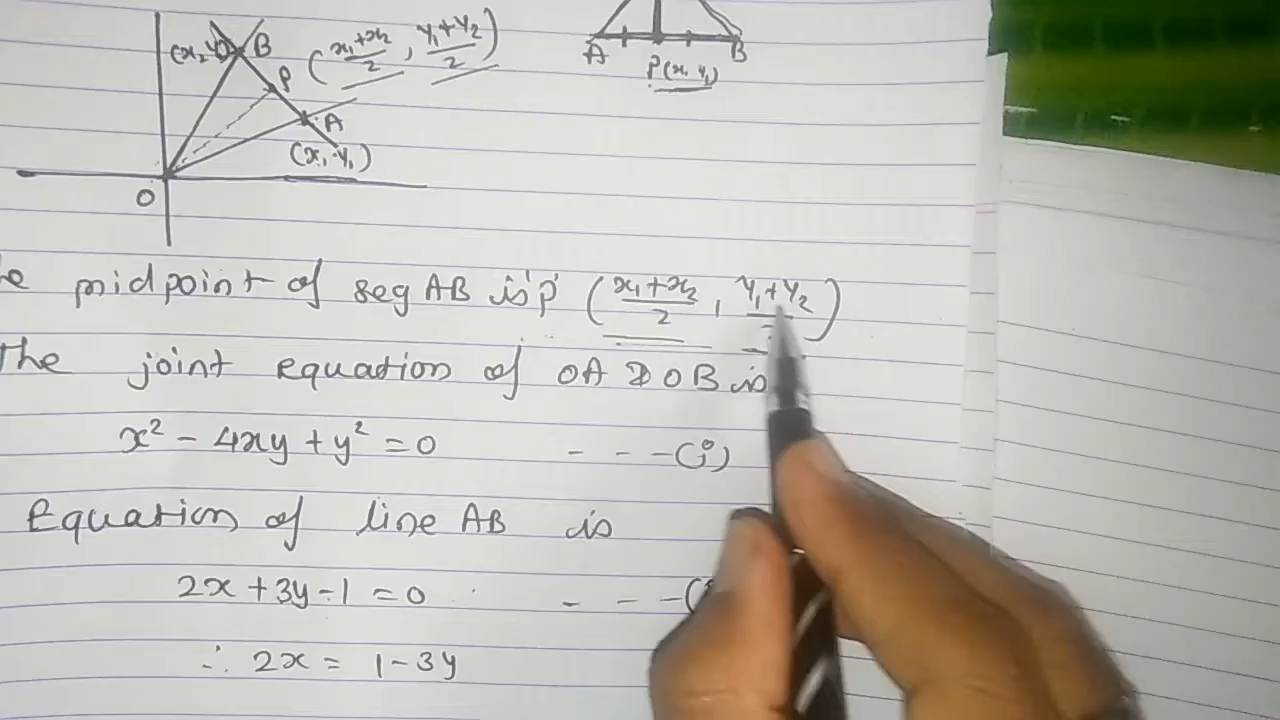 (x₂, y₂) B (x₁+x₂/2, y₁+y₂/2)
P
A
(x₁, y₁)
O
A B
P(x₁ y₁)
midpoint of seg AB is 'P' (x₁+x₂/2, y₁+y₂/2)
The joint equation of OA & OB is
x² - 4xy + y² = 0 - - - (i)
Equation of line AB is
2x + 3y - 1 = 0 - - - (
∴ 2x = 1 - 3y